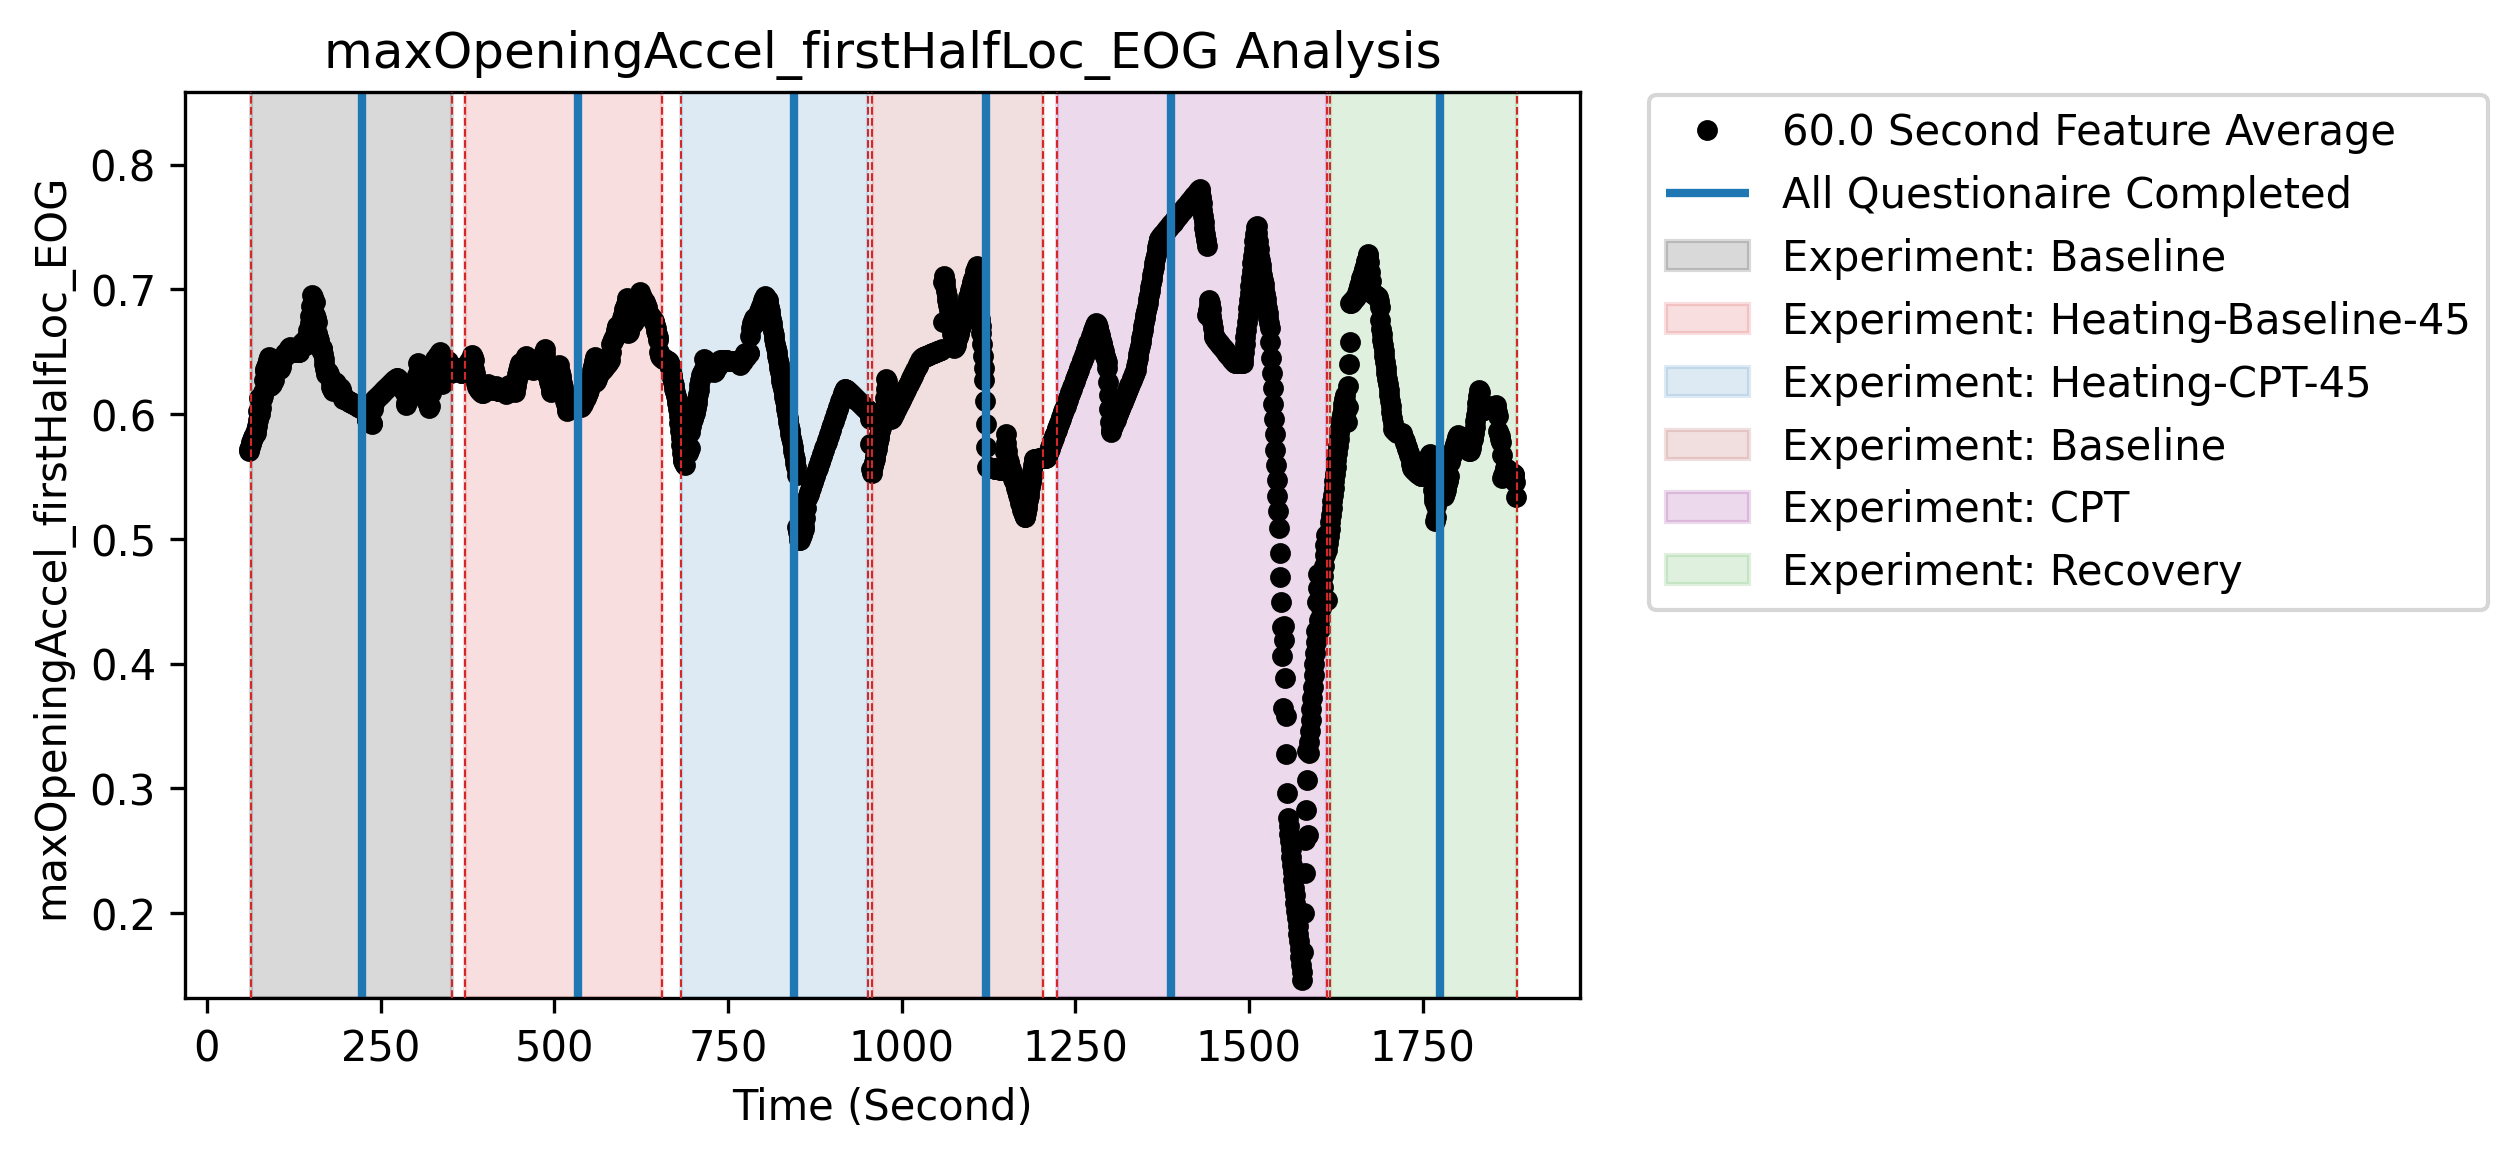 maxOpeningAccel_firstHalfLoc_EOG Analysis
maxOpeningAccel_firstHalfLoc_EOG
0.8
0.7
0.6
0.5
0.4
0.3
0.2
0 250 500 750 1000 1250 1500 1750
Time (Second)
60.0 Second Feature Average
All Questionaire Completed
Experiment: Baseline
Experiment: Heating-Baseline-45
Experiment: Heating-CPT-45
Experiment: Baseline
Experiment: CPT
Experiment: Recovery